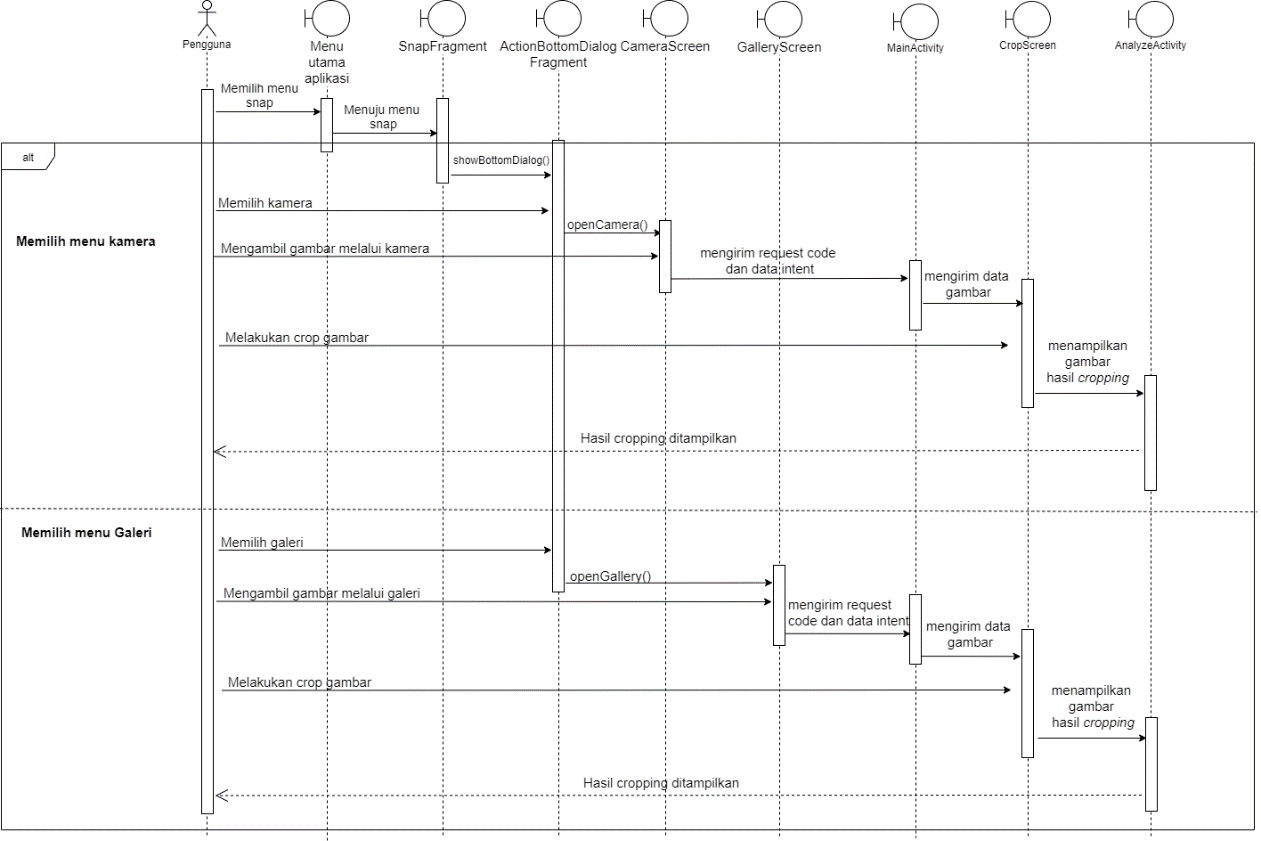 Pengguna
Menu
utama
aplikasi
SnapFragment
ActionBottomDialog
Fragment
CameraScreen
GalleryScreen
MainActivity
CropScreen
AnalyzeActivity
Memilih menu
snap
Menuju menu
snap
alt
showBottomDialog()
Memilih kamera
openCamera()
Memilih menu kamera
Mengambil gambar melalui kamera
mengirim request code
dan data intent
mengirim data
gambar
Melakukan crop gambar
menampilkan
gambar
hasil cropping
Hasil cropping ditampilkan
Memilih menu Galeri
Memilih galeri
openGallery()
Mengambil gambar melalui galeri
mengirim request
code dan data intent
mengirim data
gambar
Melakukan crop gambar
menampilkan
gambar
hasil cropping
Hasil cropping ditampilkan